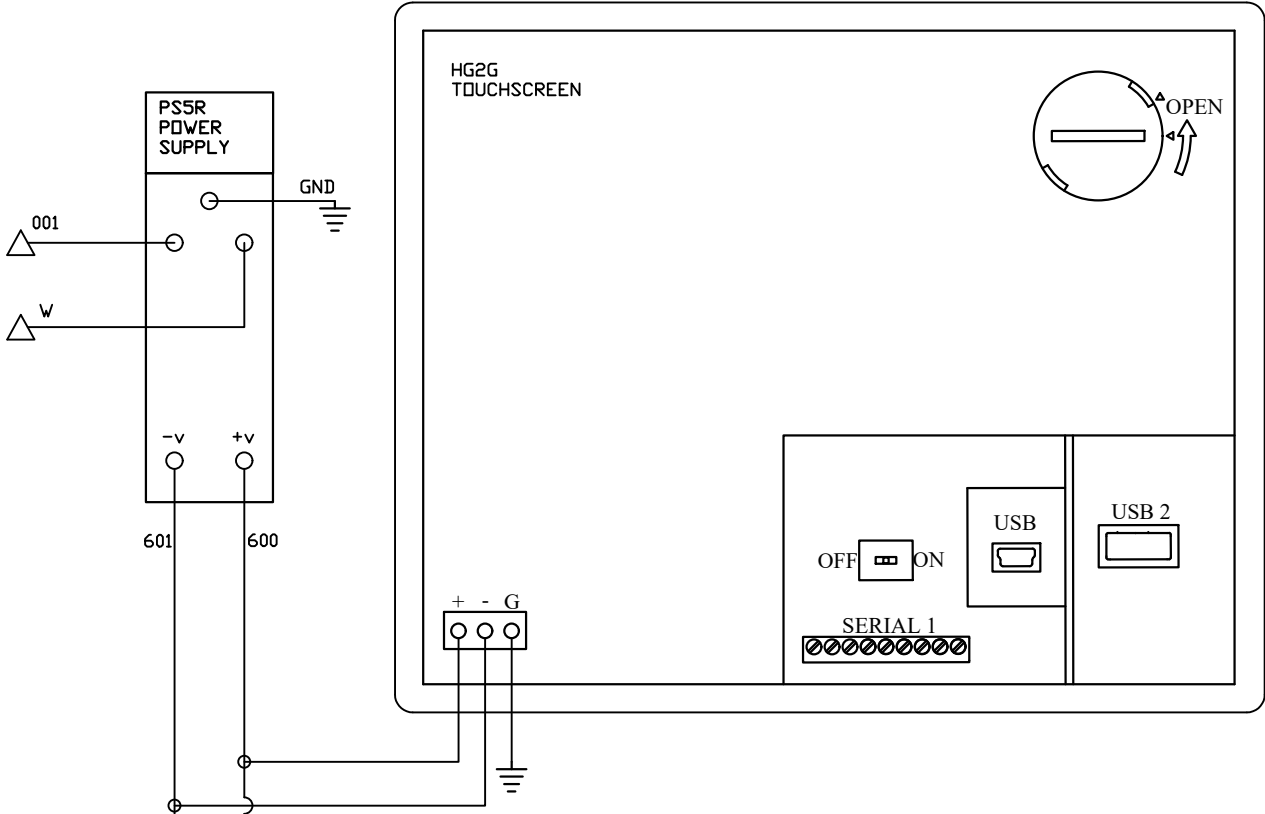 HG2G
TOUCHSCREEN
OPEN
PS5R
POWER
SUPPLY
GND
001
W
-v +v
601 600
USB
USB 2
OFF ON
+ - G
SERIAL 1